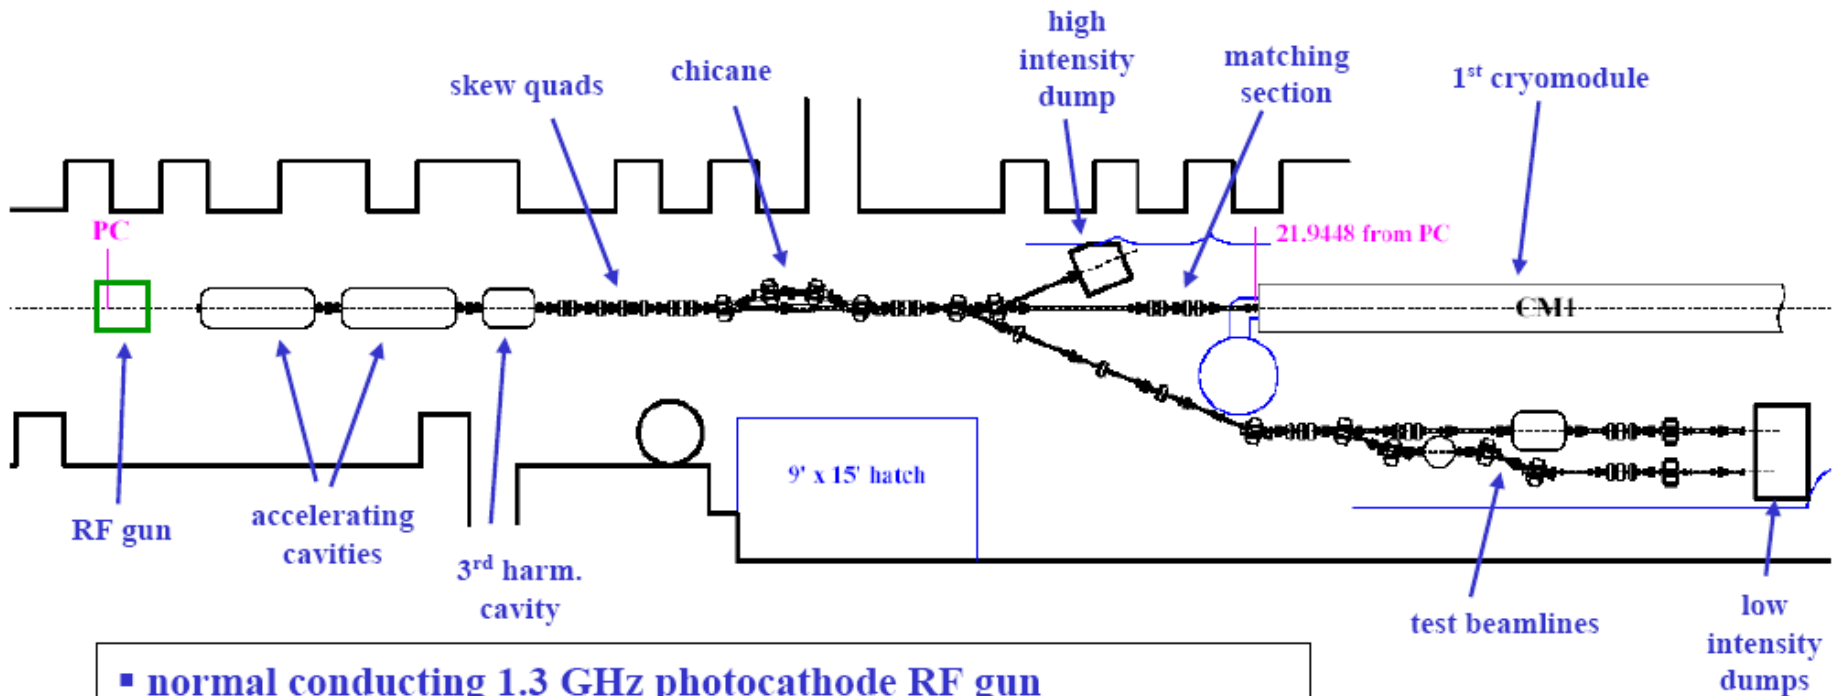 high
intensity
dump
matching
section
1st cryomodule
chicane
skew quads
PC
21.9448 from PC
CM1
9' x 15' hatch
RF gun
accelerating
cavities
3rd harm.
cavity
test beamlines
low
intensity
dumps
▪ normal conducting 1.3 GHz photocathode RF gun